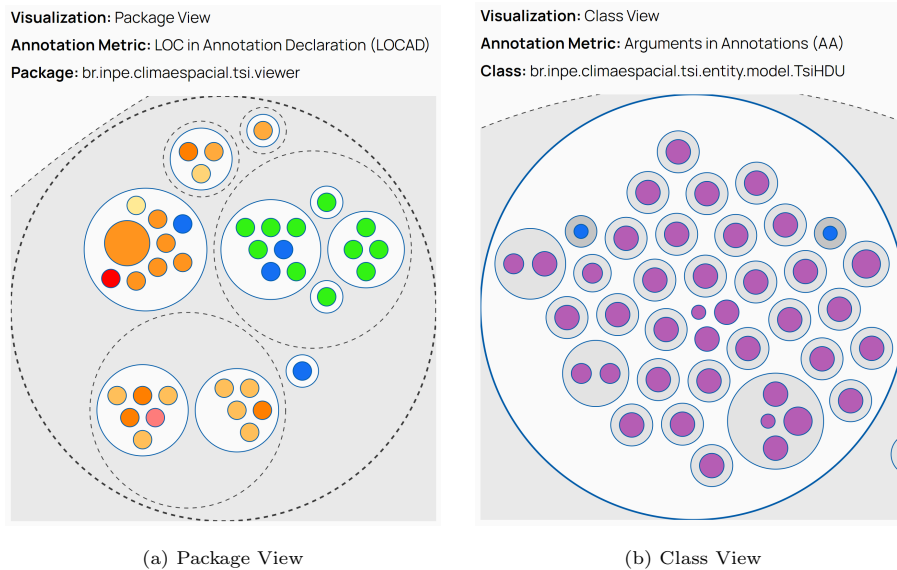 Visualization: Package View
Annotation Metric: LOC in Annotation Declaration (LOCAD)
Package: br.inpe.climaespacial.tsi.viewer
Visualization: Class View
Annotation Metric: Arguments in Annotations (AA)
Class: br.inpe.climaespacial.tsi.entity.model.TsiHDU
(a) Package View
(b) Class View